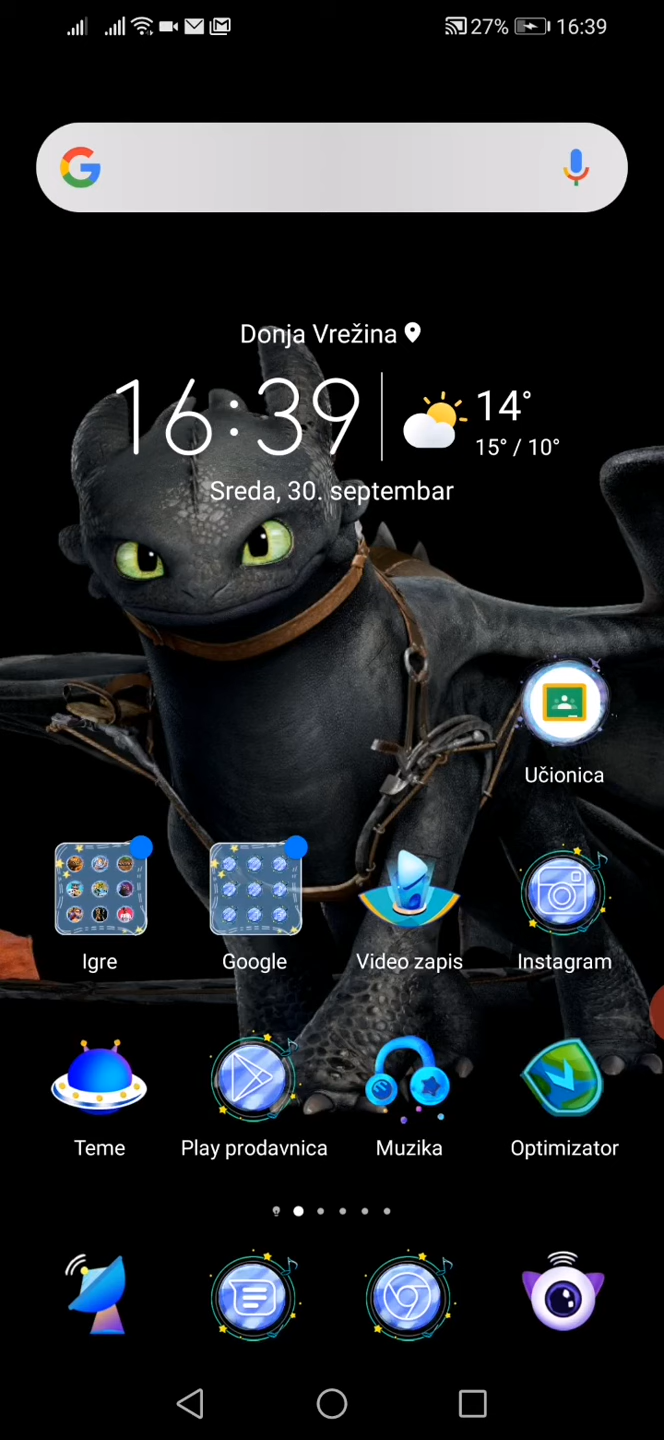 27% 16:39
Donja Vrežina
16:39 14°
15° / 10°
Sreda, 30. septembar
Učionica
Igre Google Video zapis Instagram
Teme Play prodavnica Muzika Optimizator